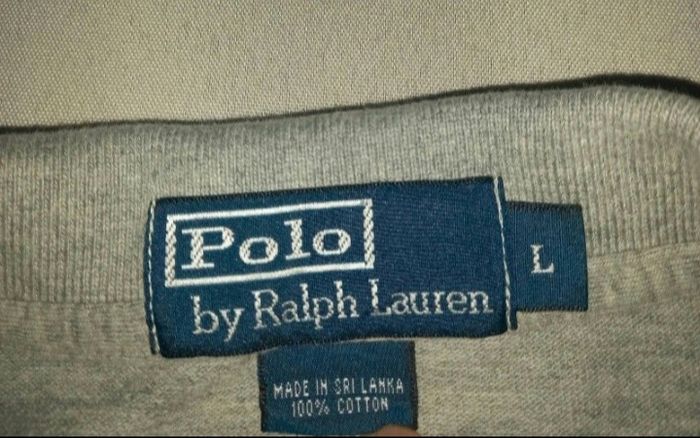 Polo
by Ralph Lauren
L
MADE IN SRI LANKA
100% COTTON